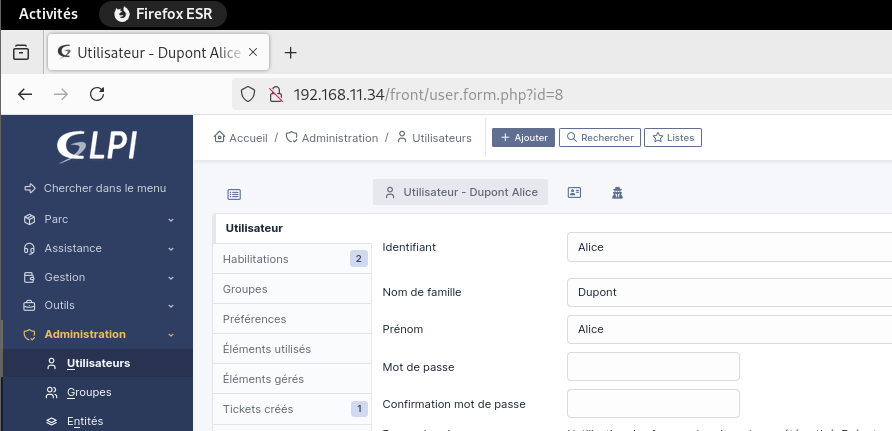 Activités Firefox ESR
Utilisateur - Dupont Alice
192.168.11.34/front/user.form.php?id=8
GLPI
Accueil / Administration / Utilisateurs + Ajouter Rechercher Listes
Chercher dans le menu
Utilisateur - Dupont Alice
Parc
Assistance
Gestion
Outils
Administration
Utilisateurs
Groupes
Entités
Utilisateur
Habilitations 2
Groupes
Préférences
Éléments utilisés
Éléments gérés
Tickets créés 1
Identifiant Alice
Nom de famille Dupont
Prénom Alice
Mot de passe
Confirmation mot de passe